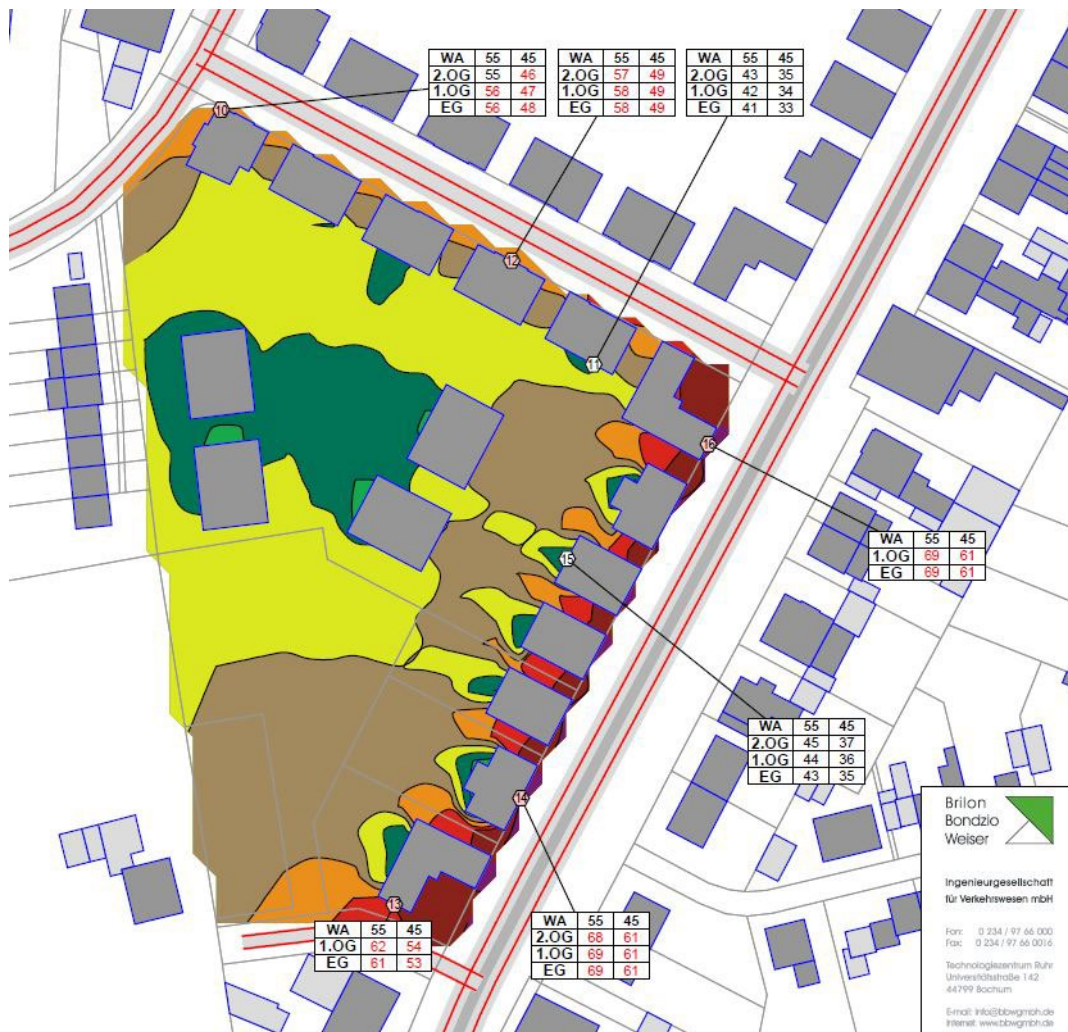 WA 55 45
2.OG 55 46
1.OG 56 47
EG 56 48
WA 55 45
2.OG 57 49
1.OG 58 49
EG 58 49
WA 55 45
2.OG 43 35
1.OG 42 34
EG 41 33
10
12
11
16
15
WA 55 45
1.OG 69 61
EG 69 61
WA 55 45
2.OG 45 37
1.OG 44 36
EG 43 35
14
13
WA 55 45
1.OG 62 54
EG 61 53
WA 55 45
2.OG 68 61
1.OG 69 61
EG 69 61
Brilon
Bondzio
Weiser
Ingenieurgesellschaft
für Verkehrswesen mbH
Fon: 0 234 / 97 66 000
Fax: 0 234 / 97 66 0016
Technologiezentrum Ruhr
Universitätsstraße 142
44799 Bochum
E-mail: info@bbwgmbh.de
Internet: www.bbwgmbh.de